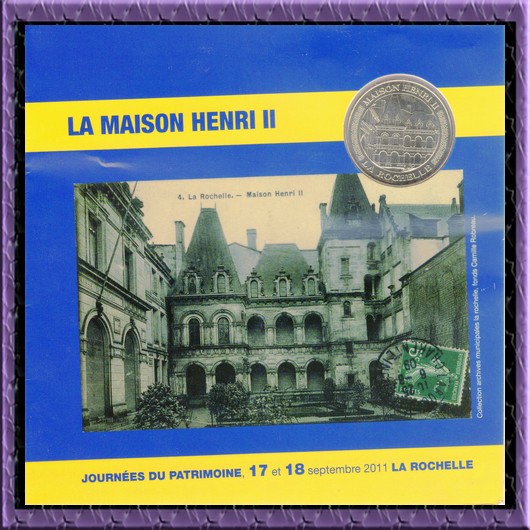 LA MAISON HENRI II
MAISON HENRI II
LA ROCHELLE
4. La Rochelle. — Maison Henri II
Collection archives municipales la rochelle, fonds Camille Robreau.
JOURNÉES DU PATRIMOINE, 17 et 18 septembre 2011 LA ROCHELLE